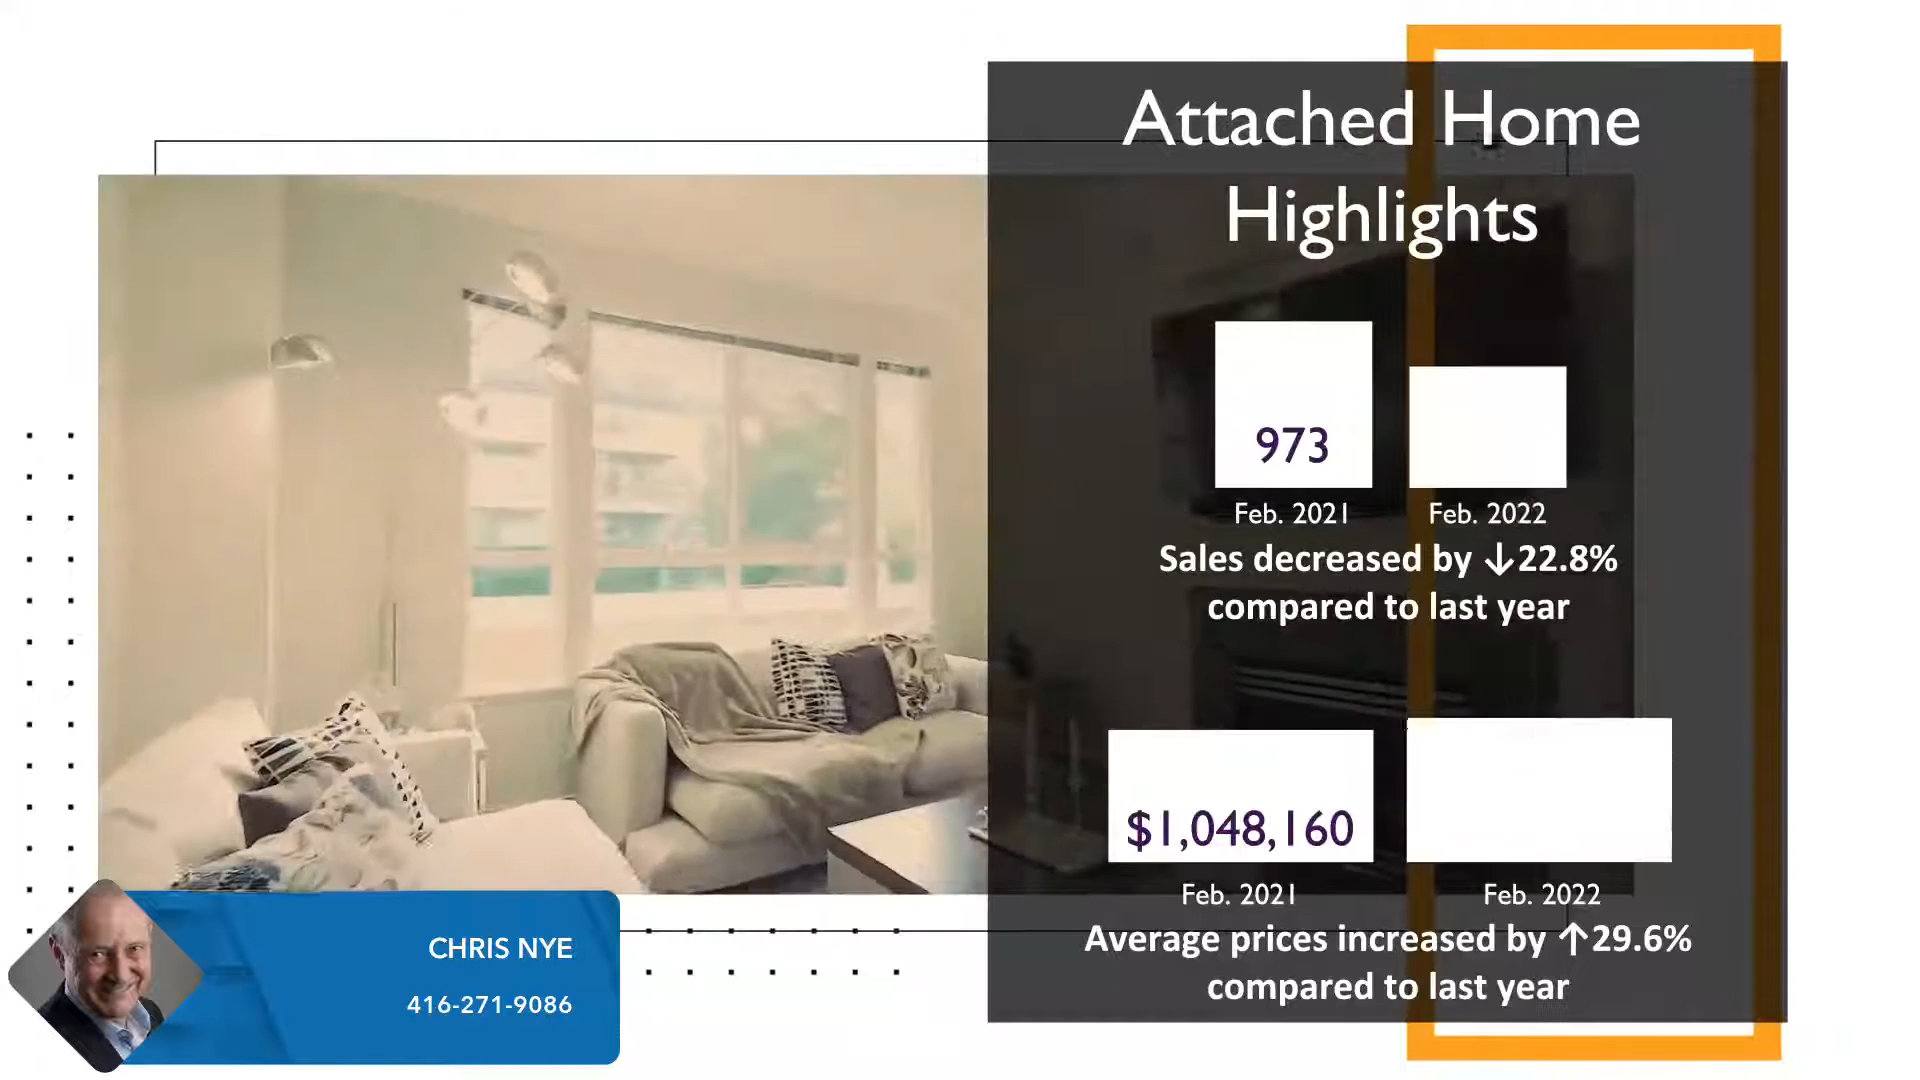 Attached Home
Highlights
973
Feb. 2021
Feb. 2022
Sales decreased by ↓22.8%
compared to last year
$1,048,160
Feb. 2021
Feb. 2022
Average prices increased by ↑29.6%
compared to last year
CHRIS NYE
416-271-9086